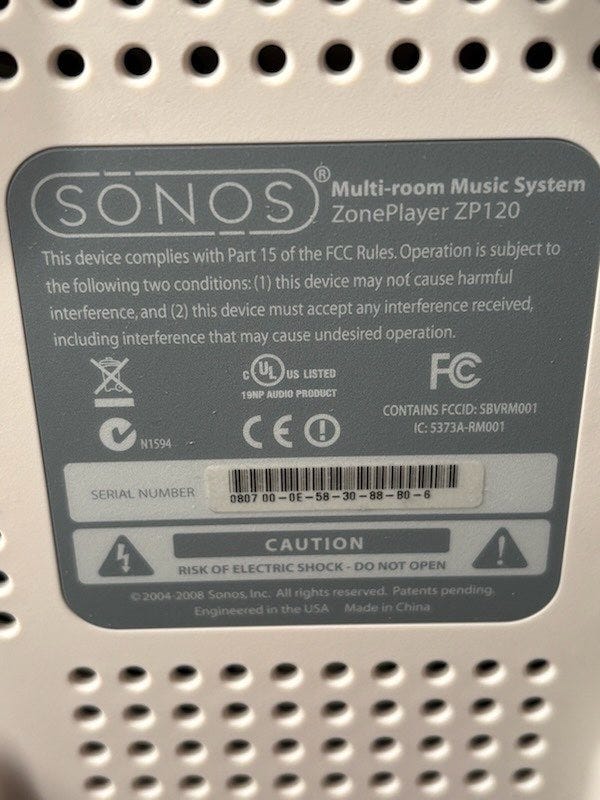 SONOS®
Multi-room Music System
ZonePlayer ZP120
This device complies with Part 15 of the FCC Rules. Operation is subject to
the following two conditions: (1) this device may not cause harmful
interference, and (2) this device must accept any interference received,
including interference that may cause undesired operation.
c UL US LISTED
19NP AUDIO PRODUCT
FC
CONTAINS FCCID: SBVRM001
IC: 5373A-RM001
N1594
CE
SERIAL NUMBER
0807 00-0E-58-30-88-B0-6
CAUTION
RISK OF ELECTRIC SHOCK - DO NOT OPEN
©2004-2008 Sonos, Inc. All rights reserved. Patents pending.
Engineered in the USA Made in China